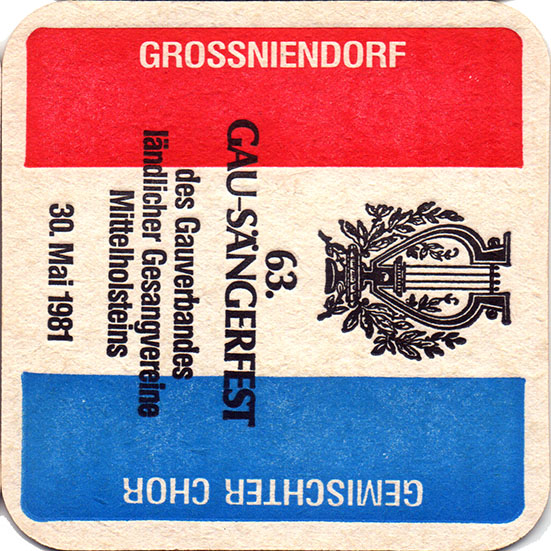 GROSSNIENDORF
63.
GAU-SÄNGERFEST
des Gauverbandes
ländlicher Gesangvereine
Mittelholsteins
30. Mai 1981
GEMISCHTER CHOR